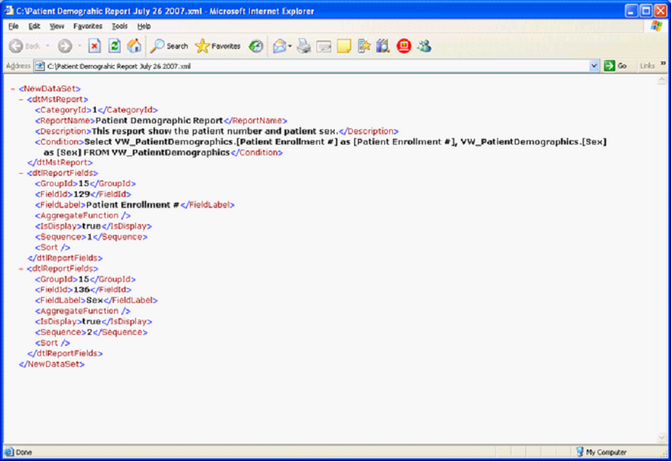 C:\Patient Demograhic Report July 26 2007.xml - Microsoft Internet Explorer
File Edit View Favorites Tools Help
Back Search Favorites
Address C:\Patient Demograhic Report July 26 2007.xml Go Links »
- <NewDataSet>
- <dtMstReport>
<CategoryId>1</CategoryId>
<ReportName>Patient Demographic Report</ReportName>
<Description>This resport show the patient number and patient sex.</Description>
<Condition>Select VW_PatientDemographics.[Patient Enrollment #] as [Patient Enrollment #], VW_PatientDemographics.[Sex]
as [Sex] FROM VW_PatientDemographics</Condition>
</dtMstReport>
- <dtlReportFields>
<GroupId>15</GroupId>
<FieldId>129</FieldId>
<FieldLabel>Patient Enrollment #</FieldLabel>
<AggregateFunction />
<IsDisplay>true</IsDisplay>
<Sequence>1</Sequence>
<Sort />
</dtlReportFields>
- <dtlReportFields>
<GroupId>15</GroupId>
<FieldId>136</FieldId>
<FieldLabel>Sex</FieldLabel>
<AggregateFunction />
<IsDisplay>true</IsDisplay>
<Sequence>2</Sequence>
<Sort />
</dtlReportFields>
</NewDataSet>
Done My Computer